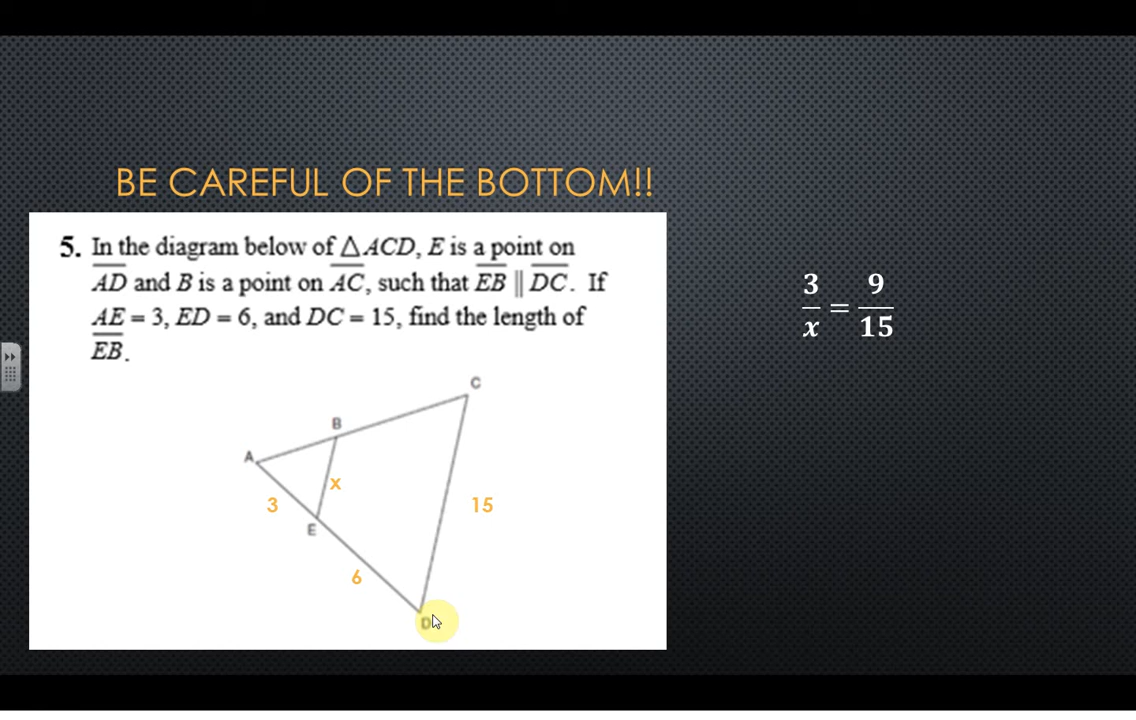 BE CAREFUL OF THE BOTTOM!!
5. In the diagram below of △ACD, E is a point on
AD and B is a point on AC, such that EB || DC. If
AE = 3, ED = 6, and DC = 15, find the length of
EB.
C
B
A
x
3
15
E
6
D
3/x = 9/15